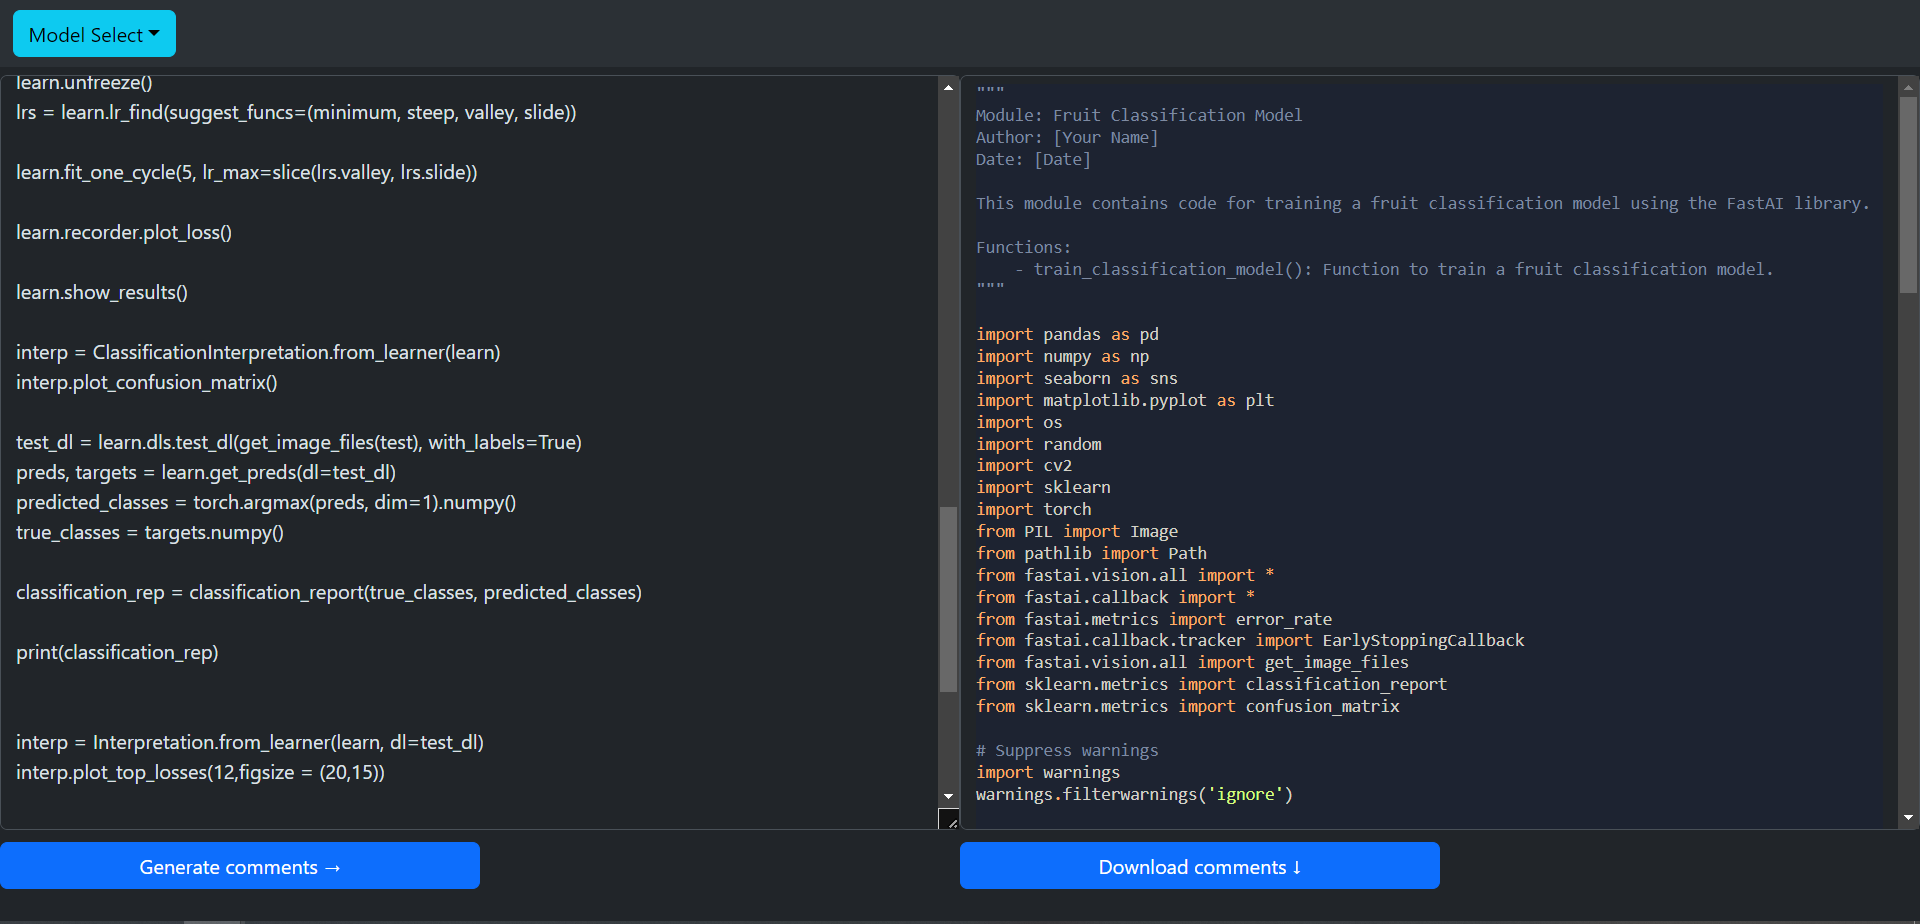 Model Select
learn.unfreeze()
lrs = learn.lr_find(suggest_funcs=(minimum, steep, valley, slide))
learn.fit_one_cycle(5, lr_max=slice(lrs.valley, lrs.slide))
learn.recorder.plot_loss()
learn.show_results()
interp = ClassificationInterpretation.from_learner(learn)
interp.plot_confusion_matrix()
test_dl = learn.dls.test_dl(get_image_files(test), with_labels=True)
preds, targets = learn.get_preds(dl=test_dl)
predicted_classes = torch.argmax(preds, dim=1).numpy()
true_classes = targets.numpy()
classification_rep = classification_report(true_classes, predicted_classes)
print(classification_rep)
interp = Interpretation.from_learner(learn, dl=test_dl)
interp.plot_top_losses(12,figsize = (20,15))
Generate comments →
"""
Module: Fruit Classification Model
Author: [Your Name]
Date: [Date]
This module contains code for training a fruit classification model using the FastAI library.
Functions:
    - train_classification_model(): Function to train a fruit classification model.
"""
import pandas as pd
import numpy as np
import seaborn as sns
import matplotlib.pyplot as plt
import os
import random
import cv2
import sklearn
import torch
from PIL import Image
from pathlib import Path
from fastai.vision.all import *
from fastai.callback import *
from fastai.metrics import error_rate
from fastai.callback.tracker import EarlyStoppingCallback
from fastai.vision.all import get_image_files
from sklearn.metrics import classification_report
from sklearn.metrics import confusion_matrix
# Suppress warnings
import warnings
warnings.filterwarnings('ignore')
Download comments ↓